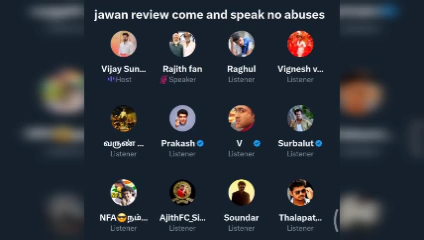 jawan review come and speak no abuses
Vijay Sun... Rajith fan Raghul Vignesh v...
Host Speaker Listener Listener
வருண் ... Prakash V Surbalut
Listener Listener Listener Listener
NFA😎நம்... AjithFC_Si... Soundar Thalapat...
Listener Listener Listener Listener